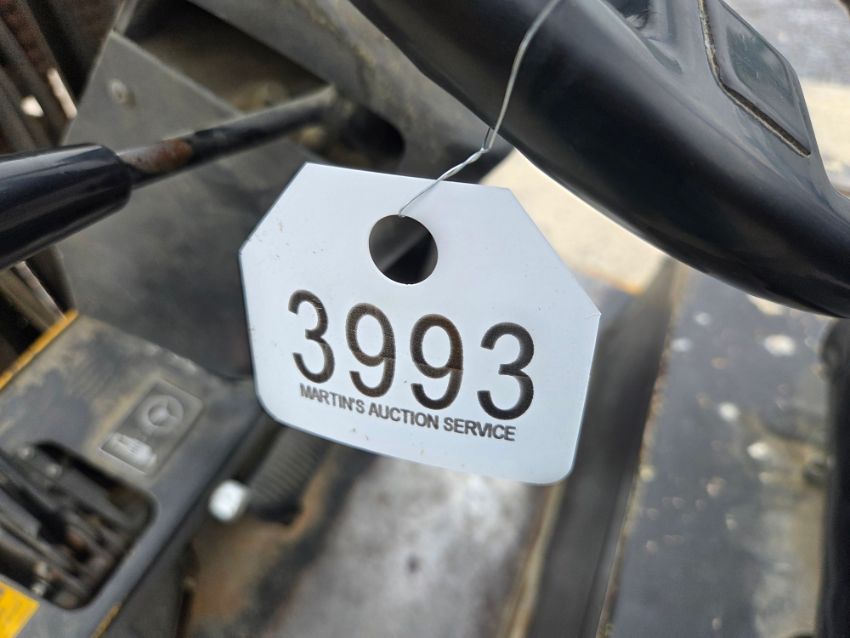 3993
MARTIN'S AUCTION SERVICE